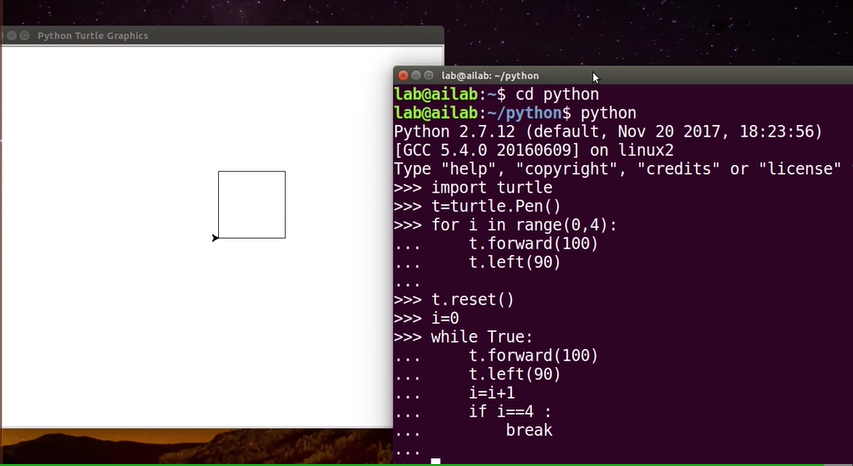 Python Turtle Graphics
lab@ailab: ~/python
lab@ailab:~$ cd python
lab@ailab:~/python$ python
Python 2.7.12 (default, Nov 20 2017, 18:23:56)
[GCC 5.4.0 20160609] on linux2
Type "help", "copyright", "credits" or "license"
>>> import turtle
>>> t=turtle.Pen()
>>> for i in range(0,4):
...     t.forward(100)
...     t.left(90)
...
>>> t.reset()
>>> i=0
>>> while True:
...     t.forward(100)
...     t.left(90)
...     i=i+1
...     if i==4 :
...         break
...